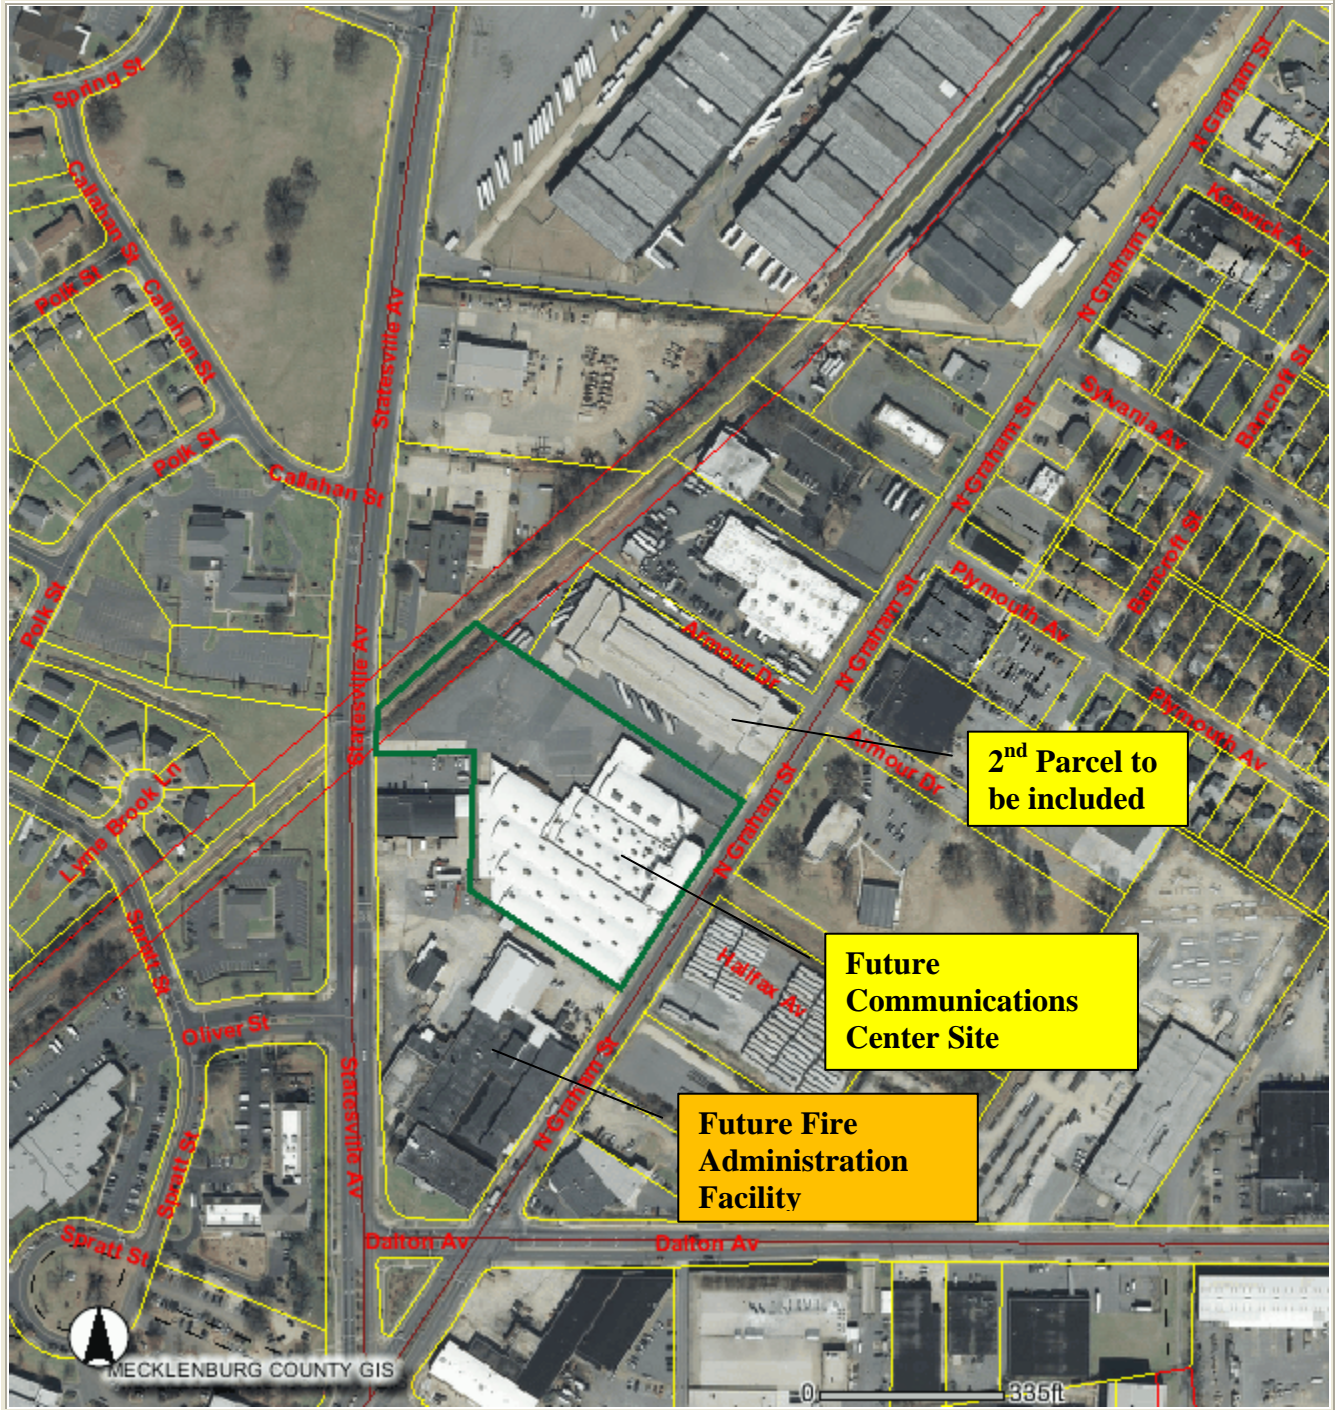 Spring St
N Graham St
Callahan St
Keswick Av
Polk St
Callahan St
N Graham St
Statesville Av
Bancroft St
Sylvania Av
N Graham St
Polk St
Callahan St
Bancroft St
Plymouth Av
Polk St
N Graham St
Armour Dr
Statesville Av
Plymouth Av
Armour Dr
2nd Parcel to
be included
Lyme Brook Ln
N Graham St
Spratt St
Halifax Av
Future
Communications
Center Site
Oliver St
N Graham St
Statesville Av
Future Fire
Administration
Facility
Spratt St
Spratt St
Dalton Av
Dalton Av
MECKLENBURG COUNTY GIS
0 335ft